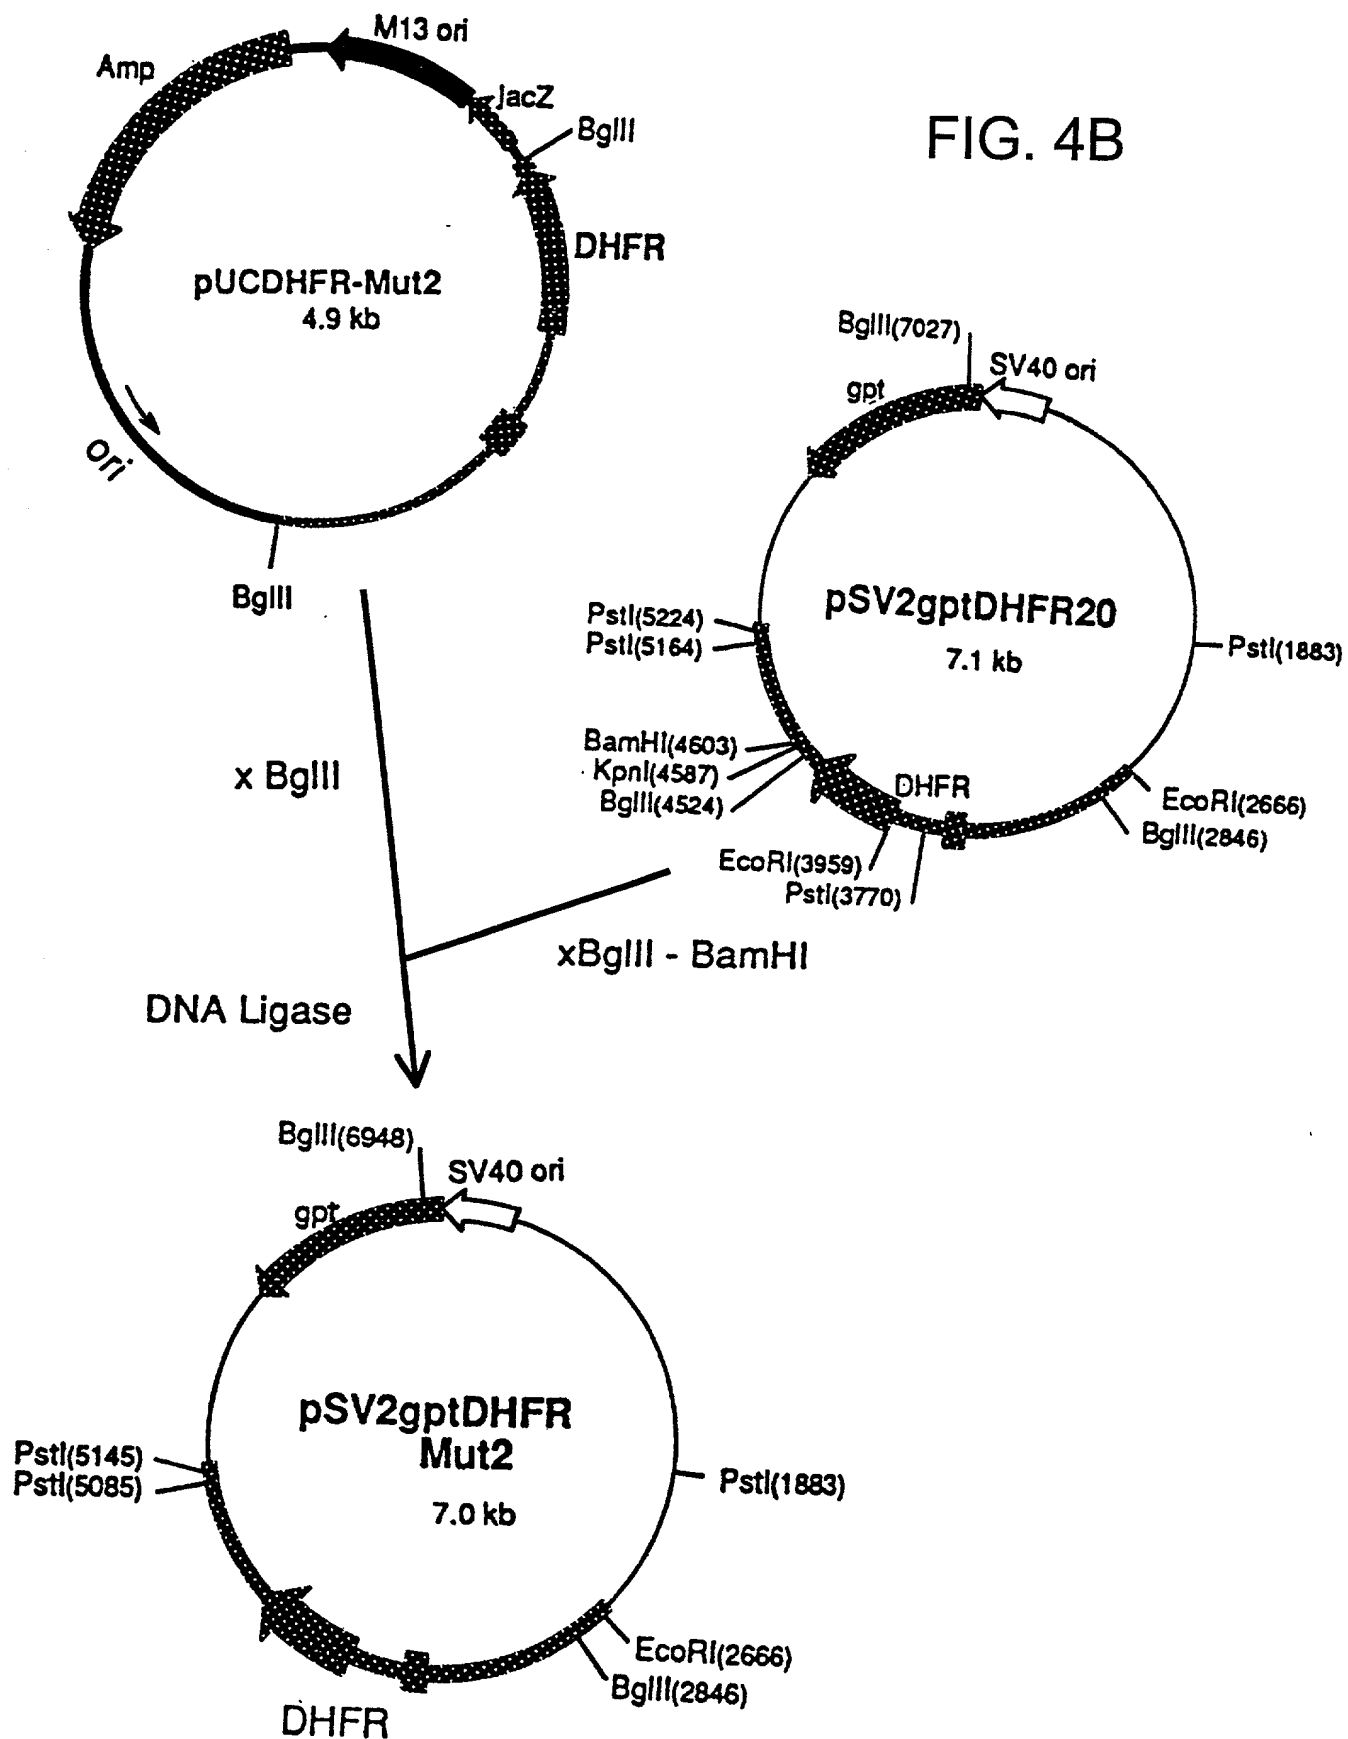 FIG. 4B
M13 ori
Amp
lacZ
BglII
DHFR
pUCDHFR-Mut2
4.9 kb
ori
BglII
BglII(7027)
SV40 ori
gpt
pSV2gptDHFR20
7.1 kb
PstI(5224)
PstI(5164)
PstI(1883)
BamHI(4603)
KpnI(4587)
BglII(4524)
DHFR
EcoRI(2666)
BglII(2846)
EcoRI(3959)
PstI(3770)
x BglII
xBglII - BamHI
DNA Ligase
BglII(6948)
SV40 ori
gpt
pSV2gptDHFR
Mut2
7.0 kb
PstI(5145)
PstI(5085)
PstI(1883)
EcoRI(2666)
BglII(2846)
DHFR